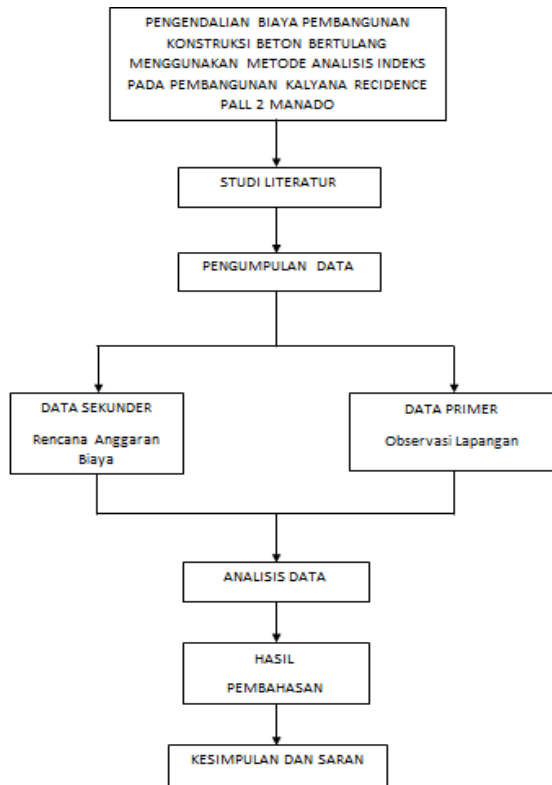 PENGENDALIAN BIAYA PEMBANGUNAN
KONSTRUKSI BETON BERTULANG
MENGGUNAKAN METODE ANALISIS INDEKS
PADA PEMBANGUNAN KALYANA RECIDENCE
PALL 2 MANADO
STUDI LITERATUR
PENGUMPULAN DATA
DATA SEKUNDER
Rencana Anggaran
Biaya
DATA PRIMER
Observasi Lapangan
ANALISIS DATA
HASIL
PEMBAHASAN
KESIMPULAN DAN SARAN